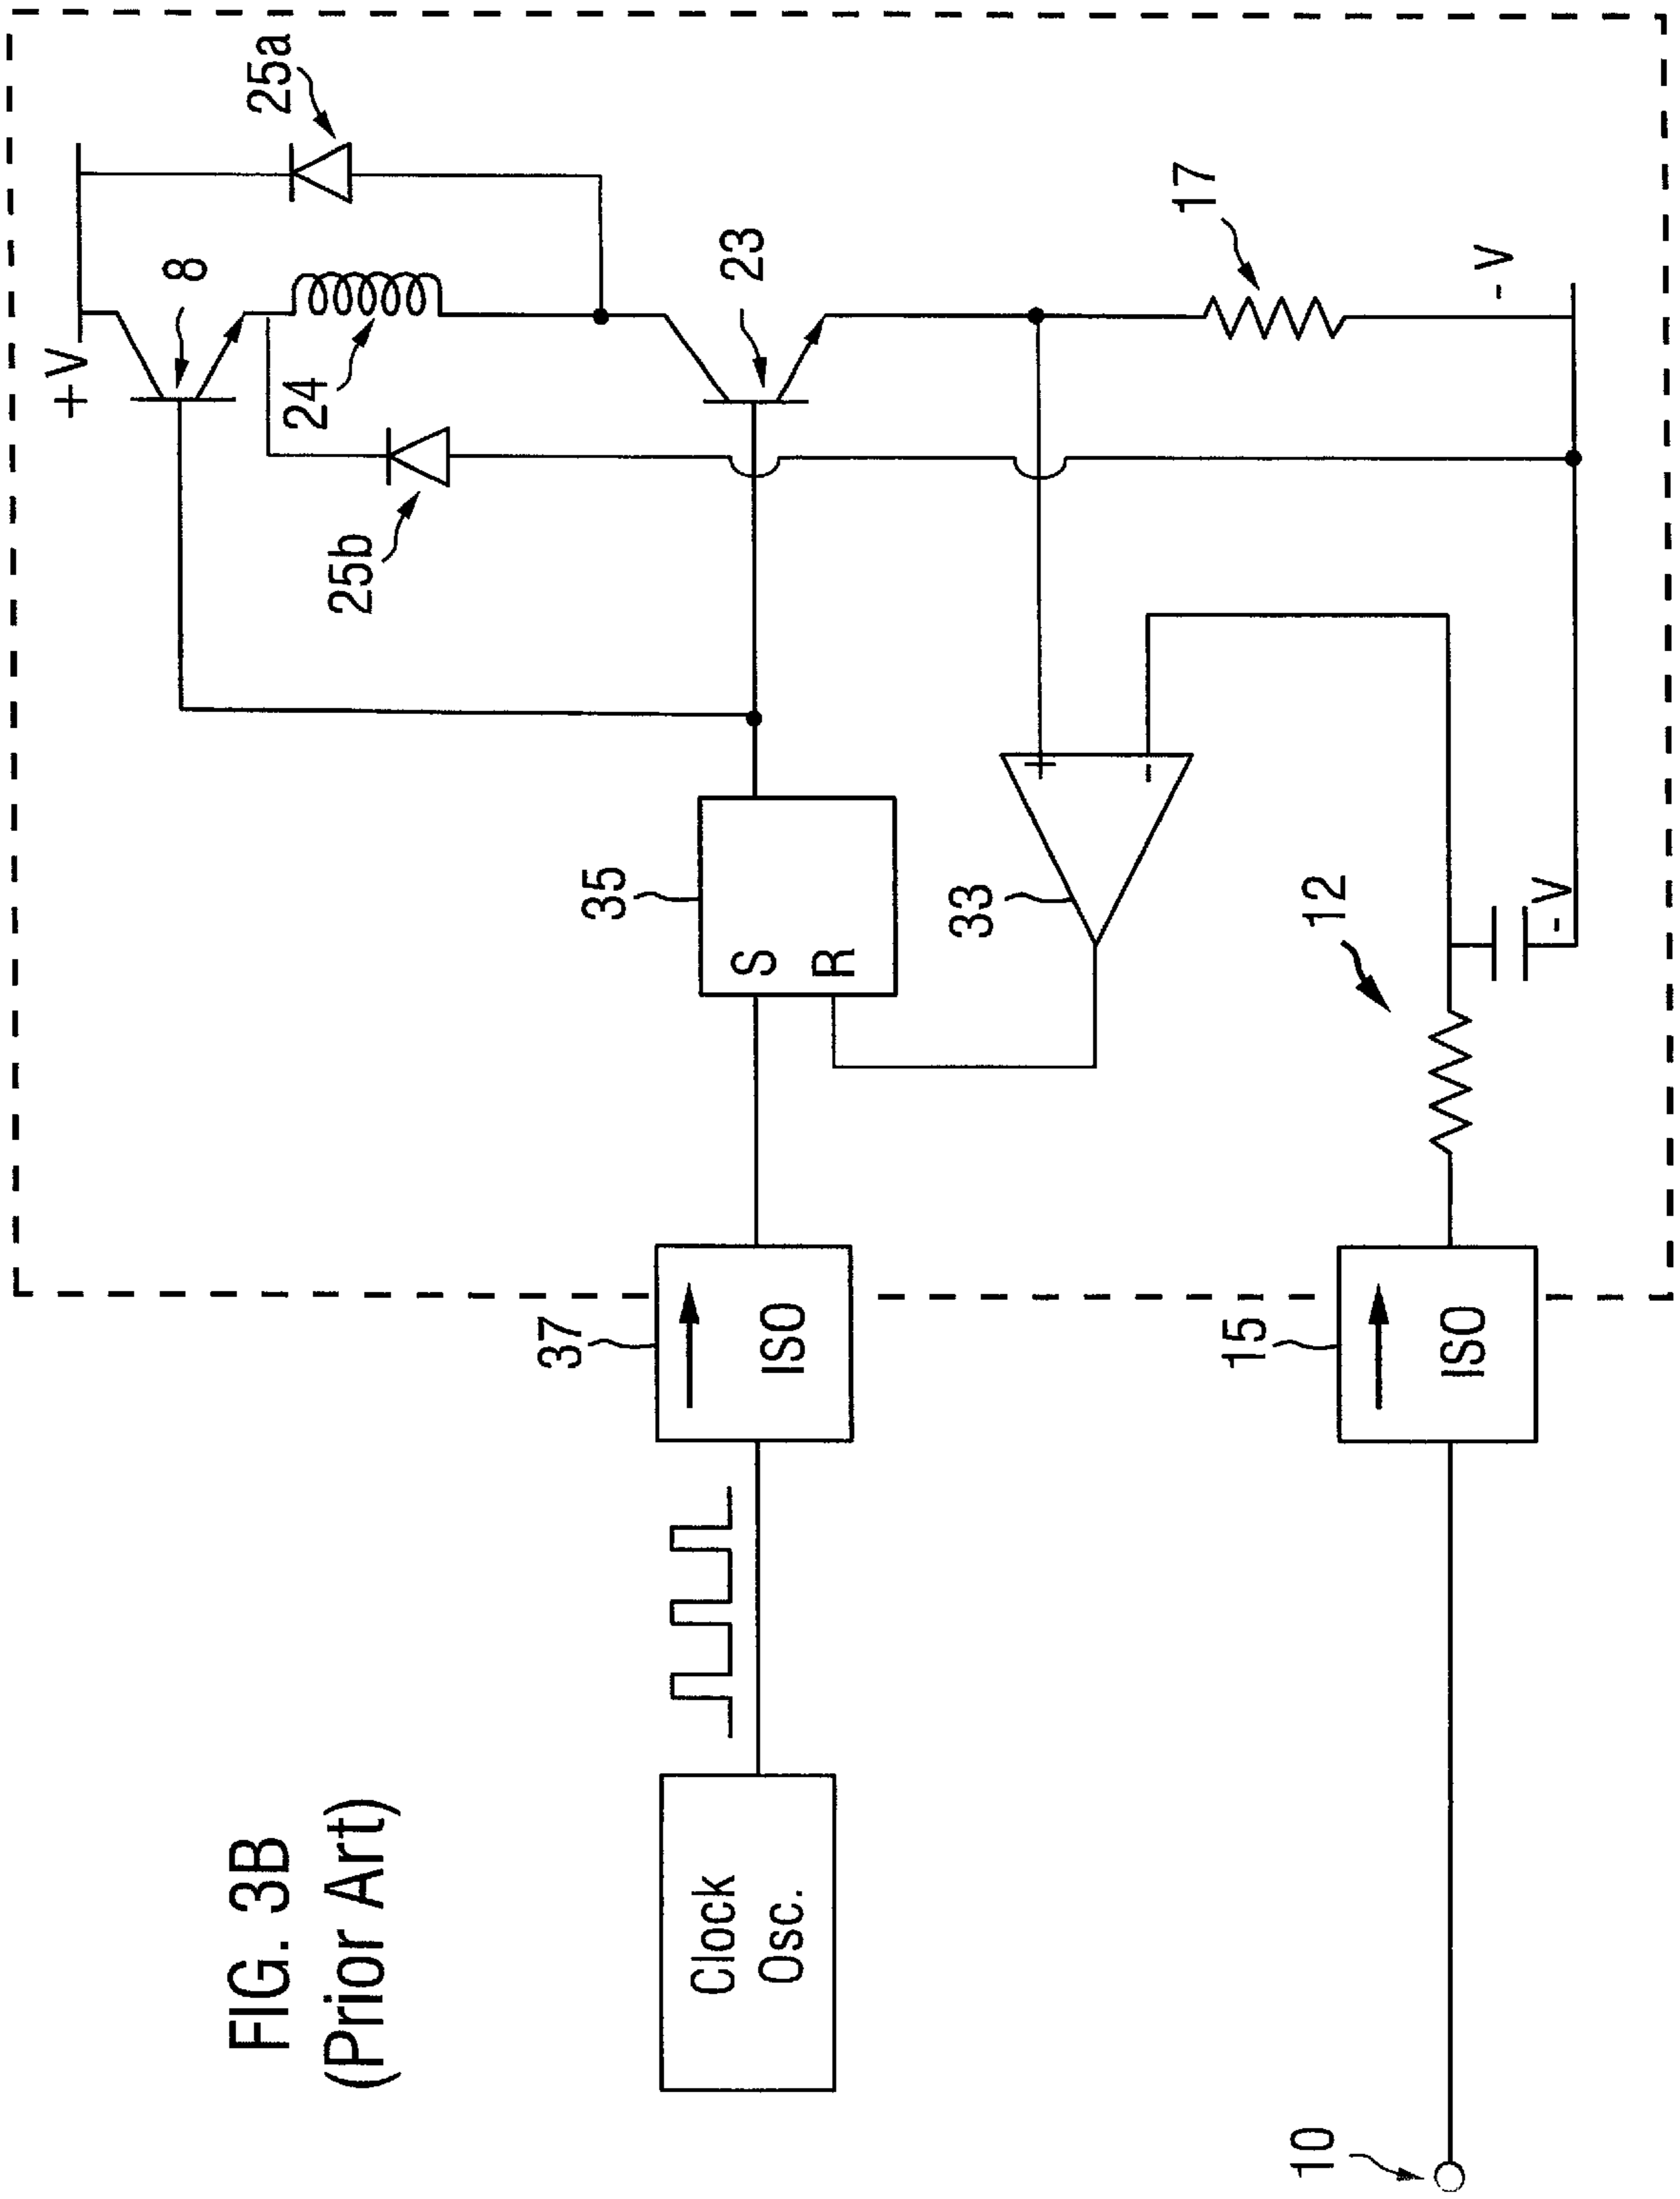 FIG. 3B
(Prior Art)
+V
8
25a
24
25b
23
17
-V
35
S
R
33
12
-V
37
ISO
15
ISO
Clock
Osc.
10
+
-